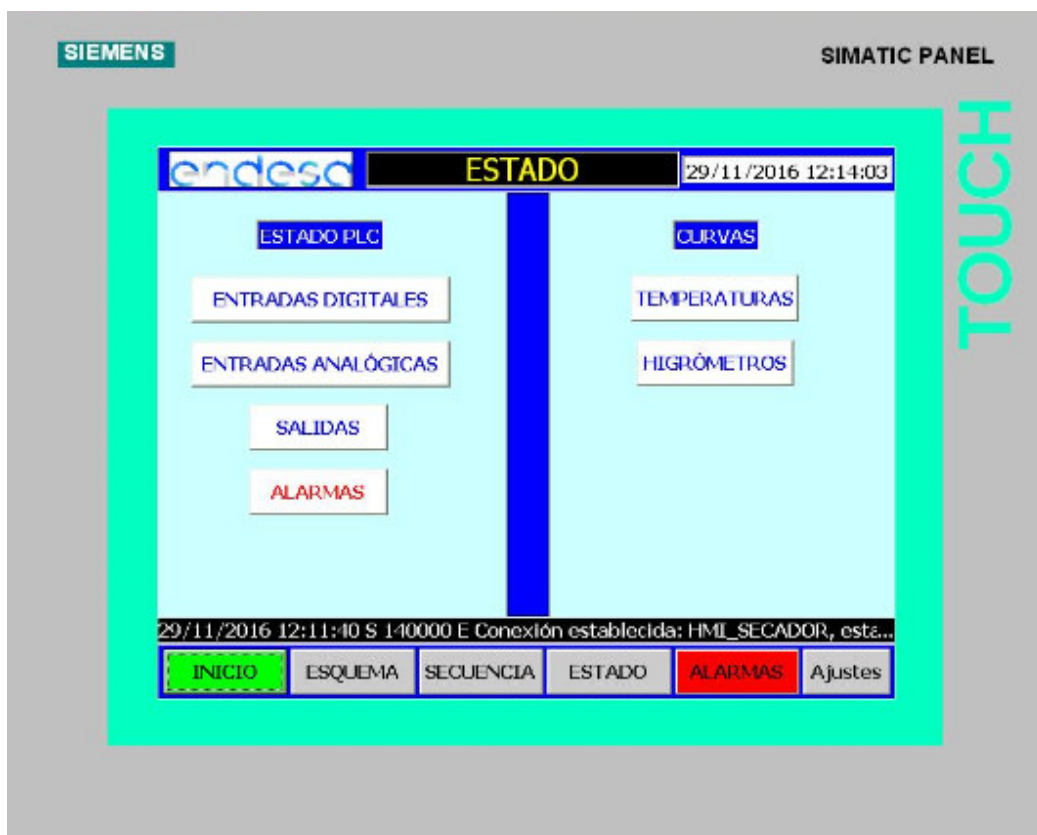 SIEMENS
SIMATIC PANEL
TOUCH
endesa
ESTADO
29/11/2016 12:14:03
ESTADO PLC
ENTRADAS DIGITALES
ENTRADAS ANALÓGICAS
SALIDAS
ALARMAS
CURVAS
TEMPERATURAS
HIGRÓMETROS
29/11/2016 12:11:40 S 140000 E Conexión establecida: HMI_SECADOR, esta...
INICIO ESQUEMA SECUENCIA ESTADO ALARMAS Ajustes